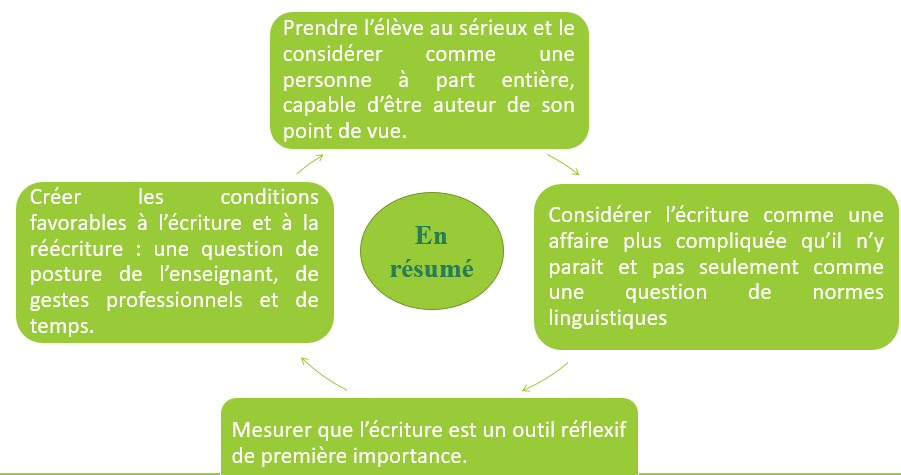 Prendre l’élève au sérieux et le
considérer comme une
personne à part entière,
capable d’être auteur de son
point de vue.
Créer les conditions
favorables à l’écriture et à la
réécriture : une question de
posture de l’enseignant, de
gestes professionnels et de
temps.
En
résumé
Considérer l’écriture comme une
affaire plus compliquée qu’il n’y
parait et pas seulement comme
une question de normes
linguistiques
Mesurer que l’écriture est un outil réflexif
de première importance.